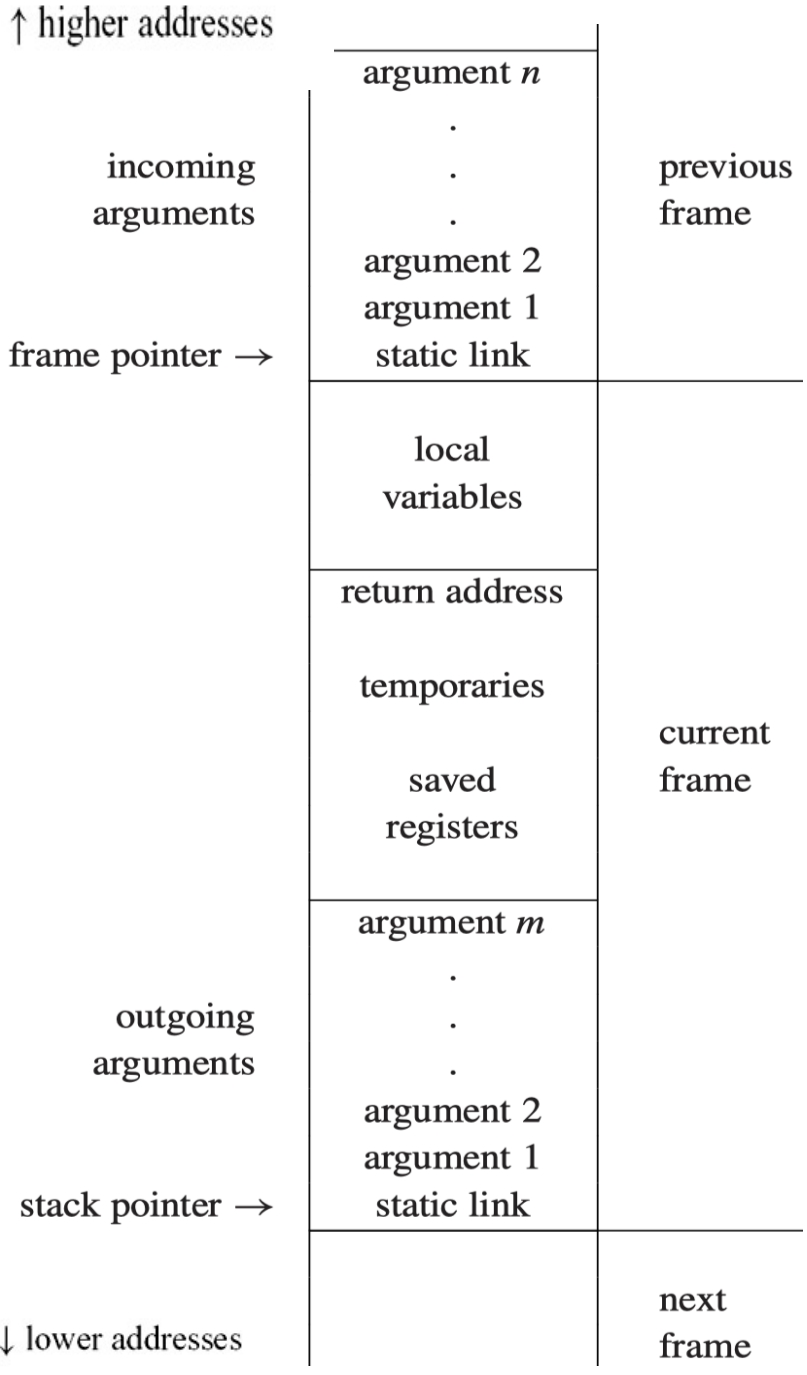 ↑ higher addresses
argument n
.
incoming . previous
arguments . frame
argument 2
argument 1
frame pointer → static link
local
variables
return address
temporaries
current
saved frame
registers
argument m
.
outgoing .
arguments .
argument 2
argument 1
stack pointer → static link
next
↓ lower addresses frame